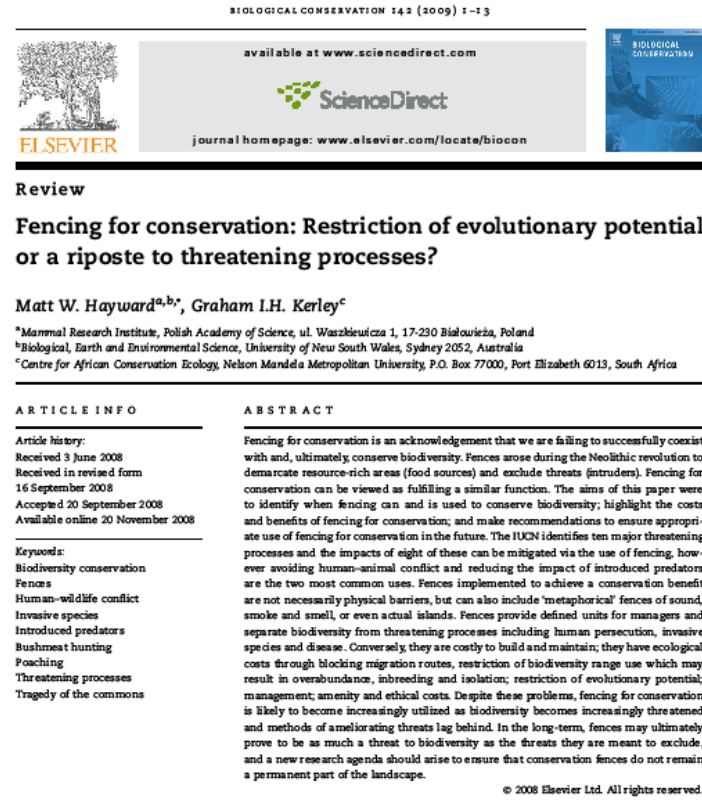 BIOLOGICAL CONSERVATION 142 (2009) 1–13
available at www.sciencedirect.com
ScienceDirect
journal homepage: www.elsevier.com/locate/biocon
ELSEVIER
BIOLOGICAL
CONSERVATION
Review
Fencing for conservation: Restriction of evolutionary potential
or a riposte to threatening processes?
Matt W. Hayward a,b,*, Graham I.H. Kerley c
a Mammal Research Institute, Polish Academy of Science, ul. Waszkiewicza 1, 17-230 Białowieża, Poland
b Biological, Earth and Environmental Science, University of New South Wales, Sydney 2052, Australia
c Centre for African Conservation Ecology, Nelson Mandela Metropolitan University, P.O. Box 77000, Port Elizabeth 6013, South Africa
ARTICLE INFO
Article history:
Received 3 June 2008
Received in revised form
16 September 2008
Accepted 20 September 2008
Available online 20 November 2008
Keywords:
Biodiversity conservation
Fences
Human–wildlife conflict
Invasive species
Introduced predators
Bushmeat hunting
Poaching
Threatening processes
Tragedy of the commons
ABSTRACT
Fencing for conservation is an acknowledgement that we are failing to successfully coexist
with and, ultimately, conserve biodiversity. Fences arose during the Neolithic revolution to
demarcate resource-rich areas (food sources) and exclude threats (intruders). Fencing for
conservation can be viewed as fulfilling a similar function. The aims of this paper were
to identify when fencing can and is used to conserve biodiversity; highlight the costs
and benefits of fencing for conservation; and make recommendations to ensure appropri-
ate use of fencing for conservation in the future. The IUCN identifies ten major threatening
processes and the impacts of eight of these can be mitigated via the use of fencing, how-
ever avoiding human–animal conflict and reducing the impact of introduced predators
are the two most common uses. Fences implemented to achieve a conservation benefit
are not necessarily physical barriers, but can also include 'metaphorical' fences of sound,
smoke and smell, or even actual islands. Fences provide defined units for managers and
separate biodiversity from threatening processes including human persecution, invasive
species and disease. Conversely, they are costly to build and maintain; they have ecological
costs through blocking migration routes, restriction of biodiversity range use which may
result in overabundance, inbreeding and isolation; restriction of evolutionary potential;
management; amenity and ethical costs. Despite these problems, fencing for conservation
is likely to become increasingly utilized as biodiversity becomes increasingly threatened
and methods of ameliorating threats lag behind. In the long-term, fences may ultimately
prove to be as much a threat to biodiversity as the threats they are meant to exclude,
and a new research agenda should arise to ensure that conservation fences do not remain
a permanent part of the landscape.
© 2008 Elsevier Ltd. All rights reserved.